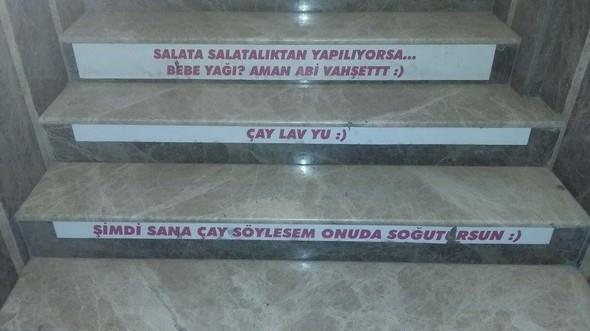 SALATA SALATALIKTAN YAPILIYORSA...
BEBE YAĞI? AMAN ABİ VAHŞETTT :)
ÇAY LAV YU :)
ŞİMDİ SANA ÇAY SÖYLESEM ONUDA SOĞUTURSUN :)